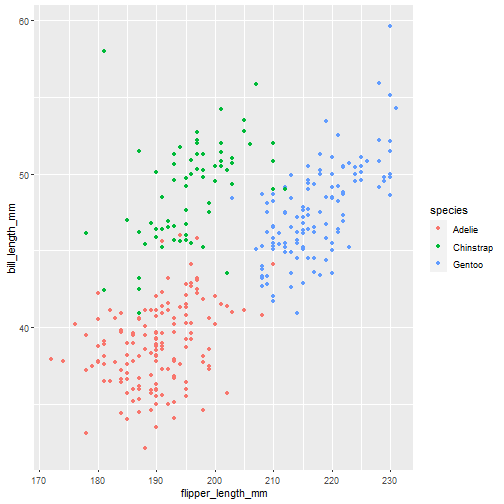 60
50
40
bill_length_mm
170 180 190 200 210 220 230
flipper_length_mm
species
Adelie
Chinstrap
Gentoo